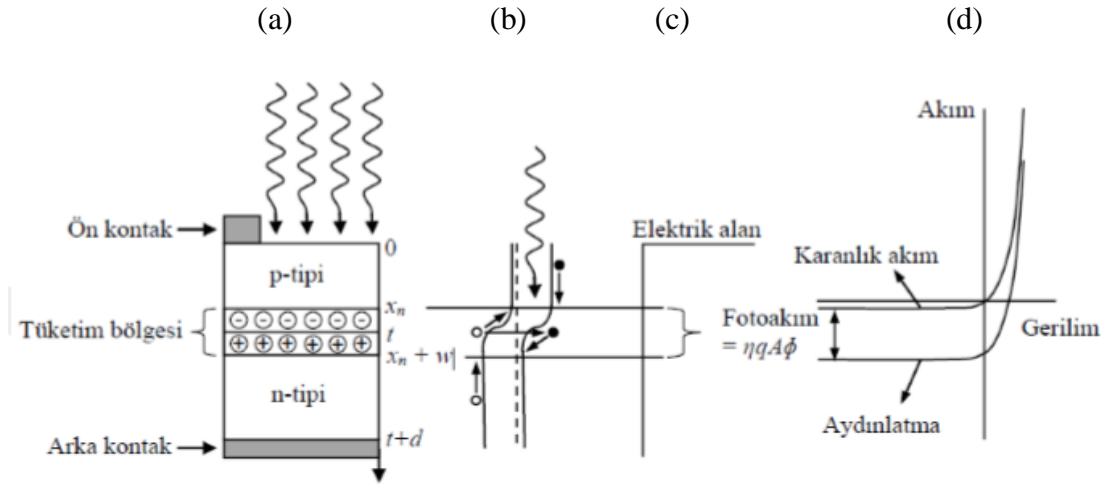 (a) (b) (c) (d)
Akım
Ön kontak
0
Elektrik alan
p-tipi
Karanlık akım
xₙ
Tüketim bölgesi
t
Fotoakım
= ηqAϕ
Gerilim
xₙ + w|
n-tipi
Aydınlatma
Arka kontak
t+d